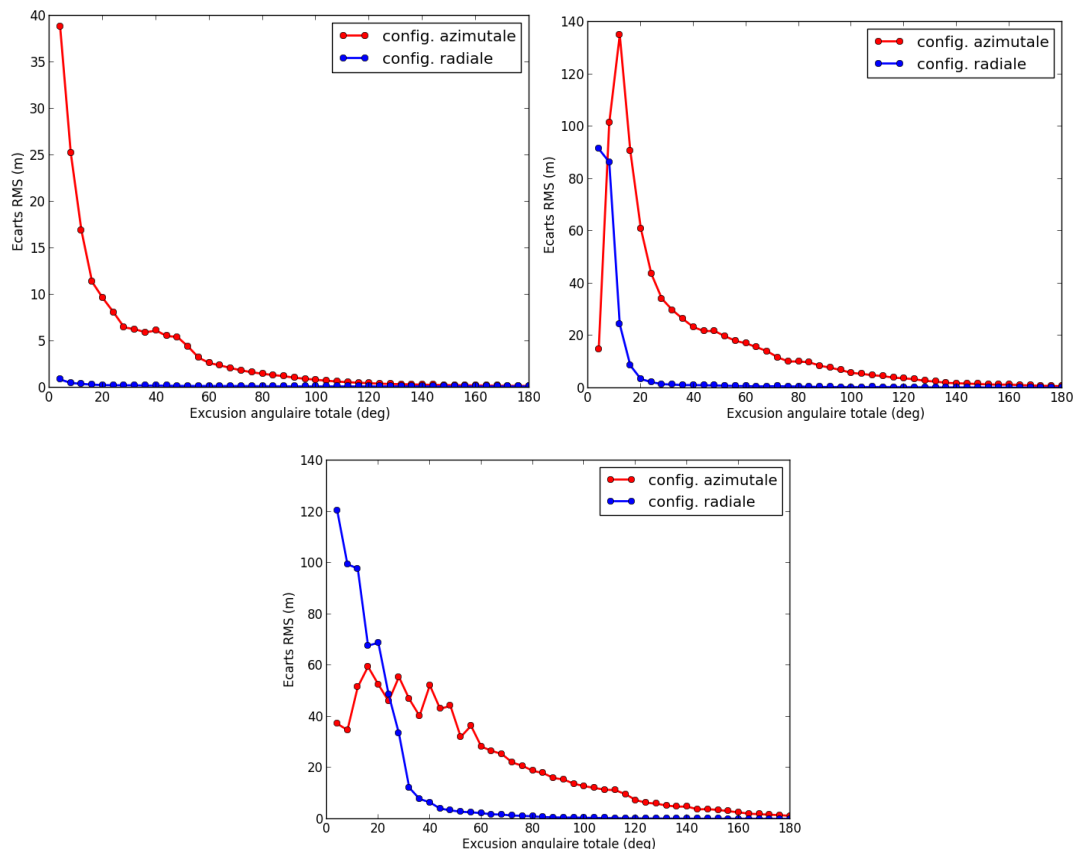 40
35
30
25
20
15
10
5
0
Ecarts RMS (m)
config. azimutale
config. radiale
0 20 40 60 80 100 120 140 160 180
Excusion angulaire totale (deg)
140
120
100
80
60
40
20
0
Ecarts RMS (m)
config. azimutale
config. radiale
0 20 40 60 80 100 120 140 160 180
Excusion angulaire totale (deg)
140
120
100
80
60
40
20
0
Ecarts RMS (m)
config. azimutale
config. radiale
0 20 40 60 80 100 120 140 160 180
Excusion angulaire totale (deg)